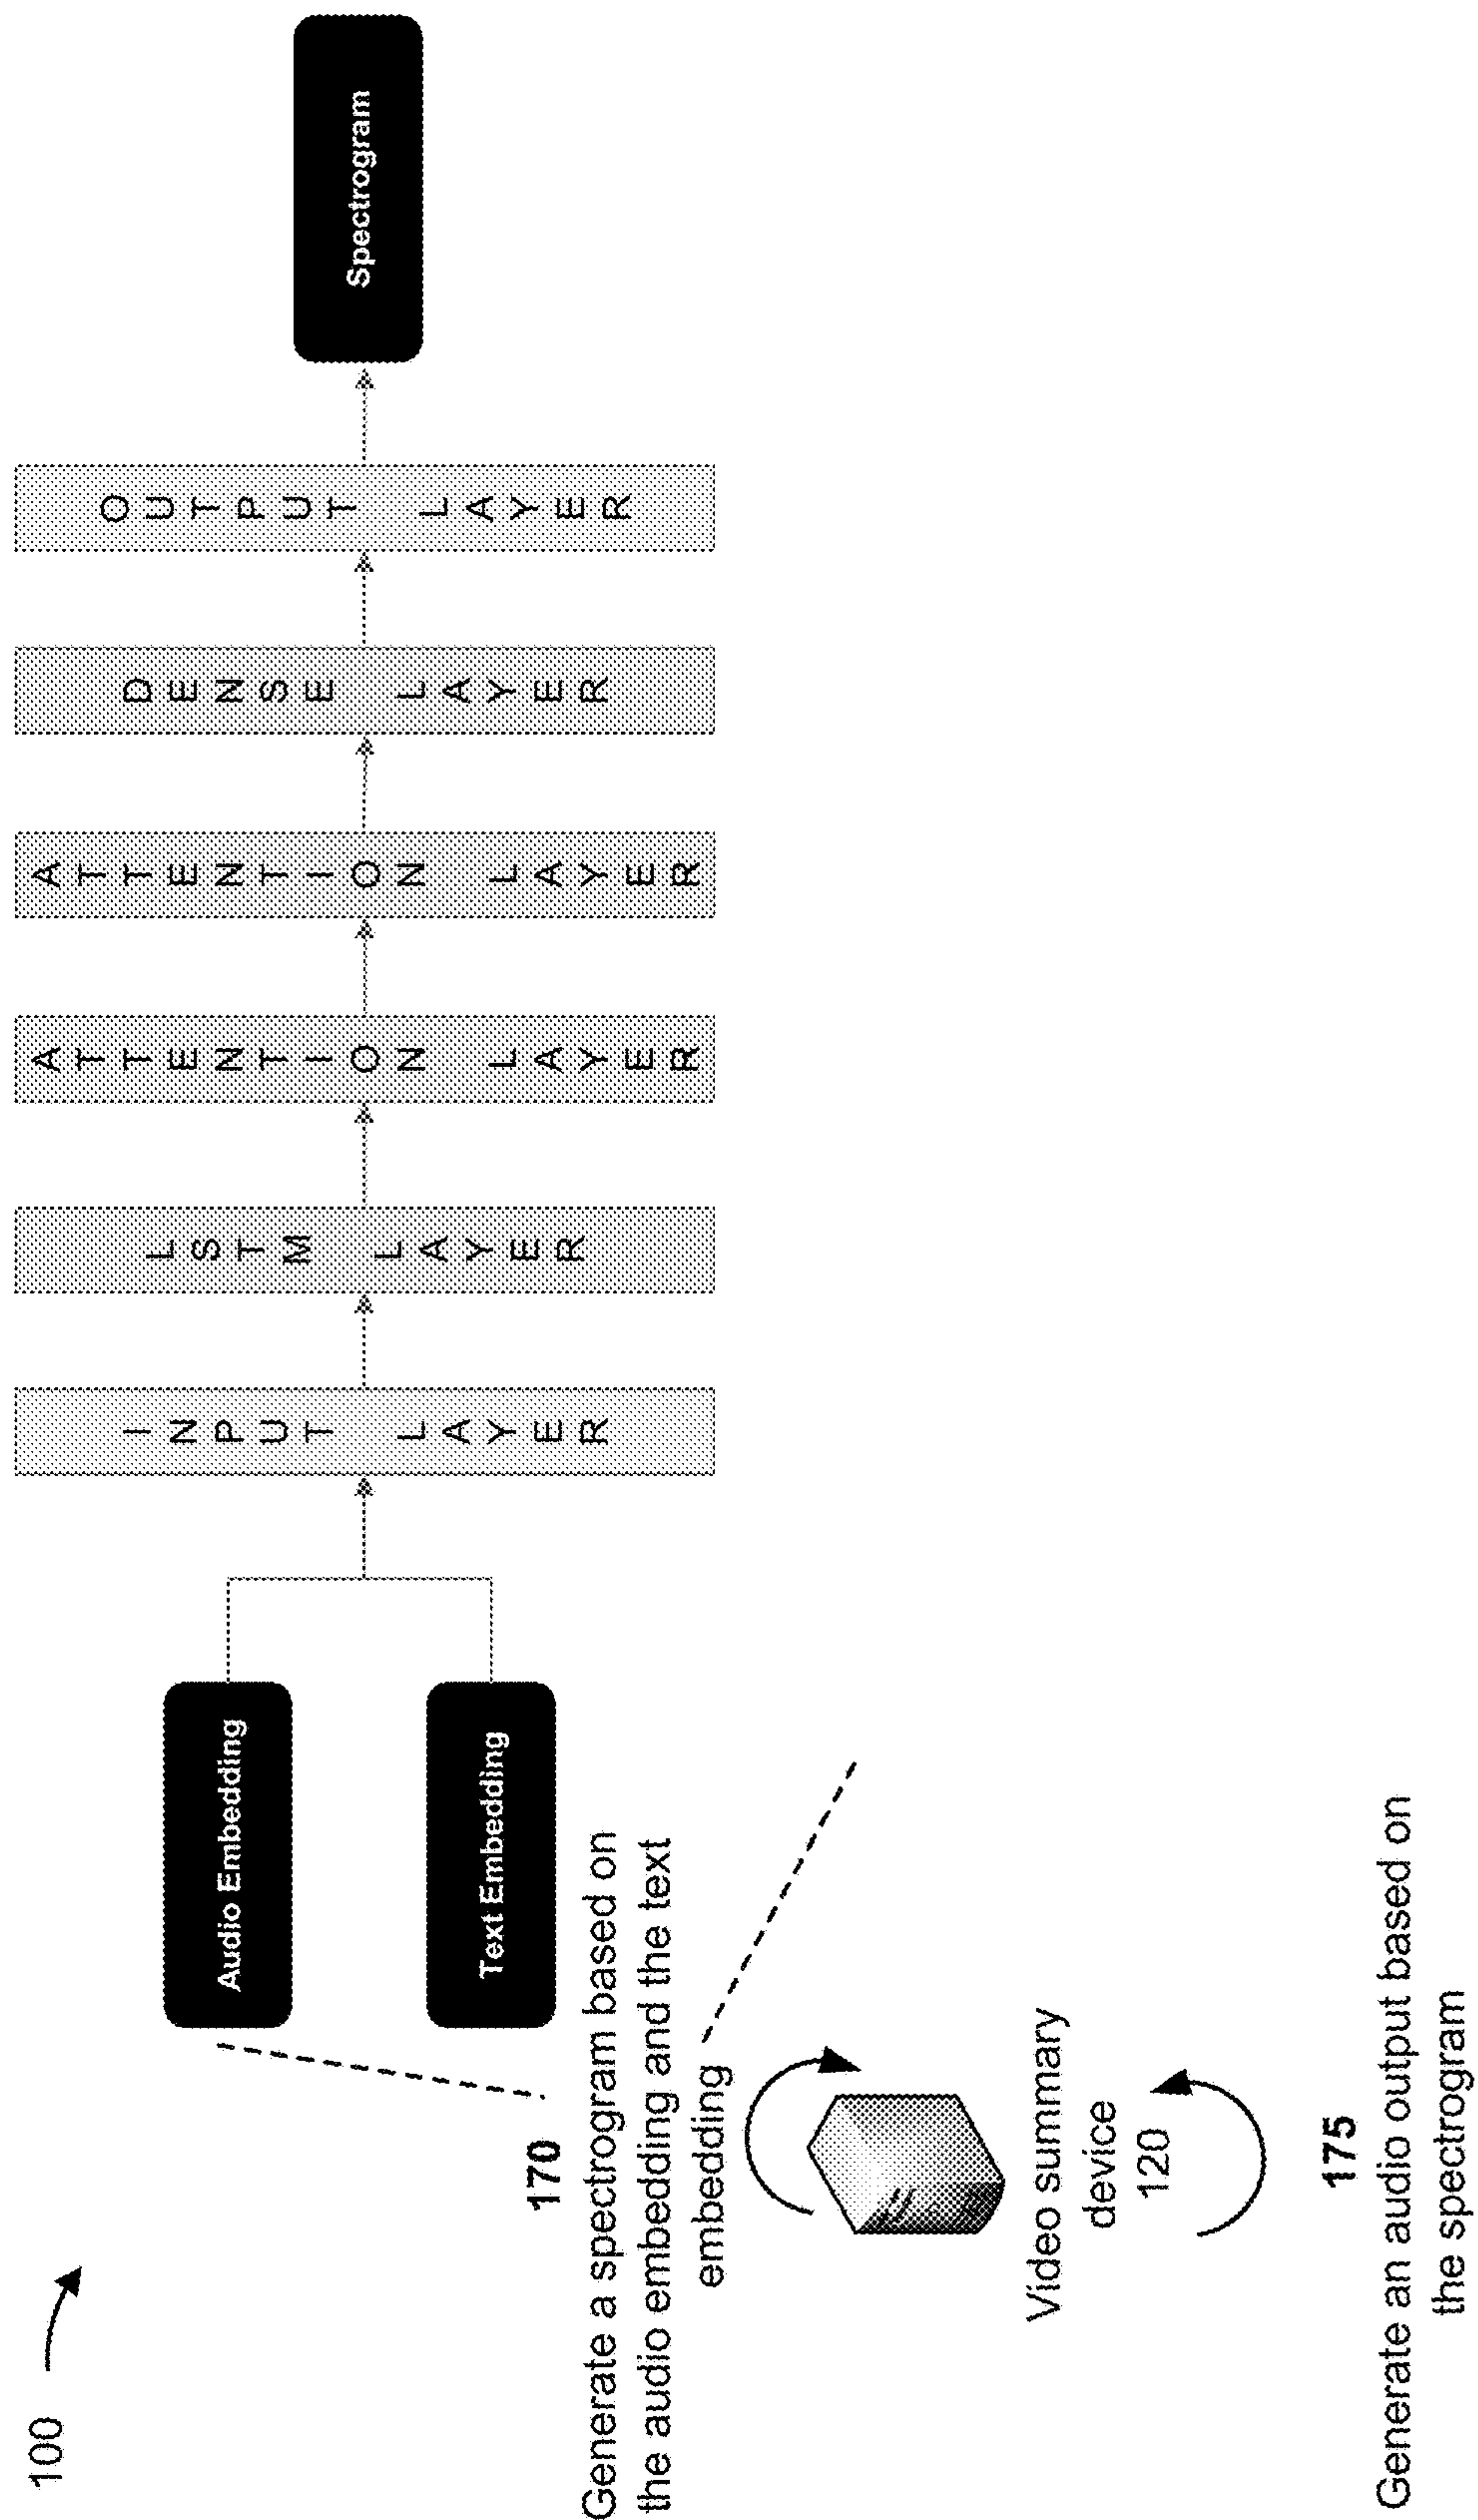 100
Audio Embedding
Text Embedding
INPUT LAYER
LSTM LAYER
ATTENTION LAYER
ATTENTION LAYER
DENSE LAYER
OUTPUT LAYER
Spectrogram
170
Generate a spectrogram based on
the audio embedding and the text
embedding
Video summary
device
120
175
Generate an audio output based on
the spectrogram